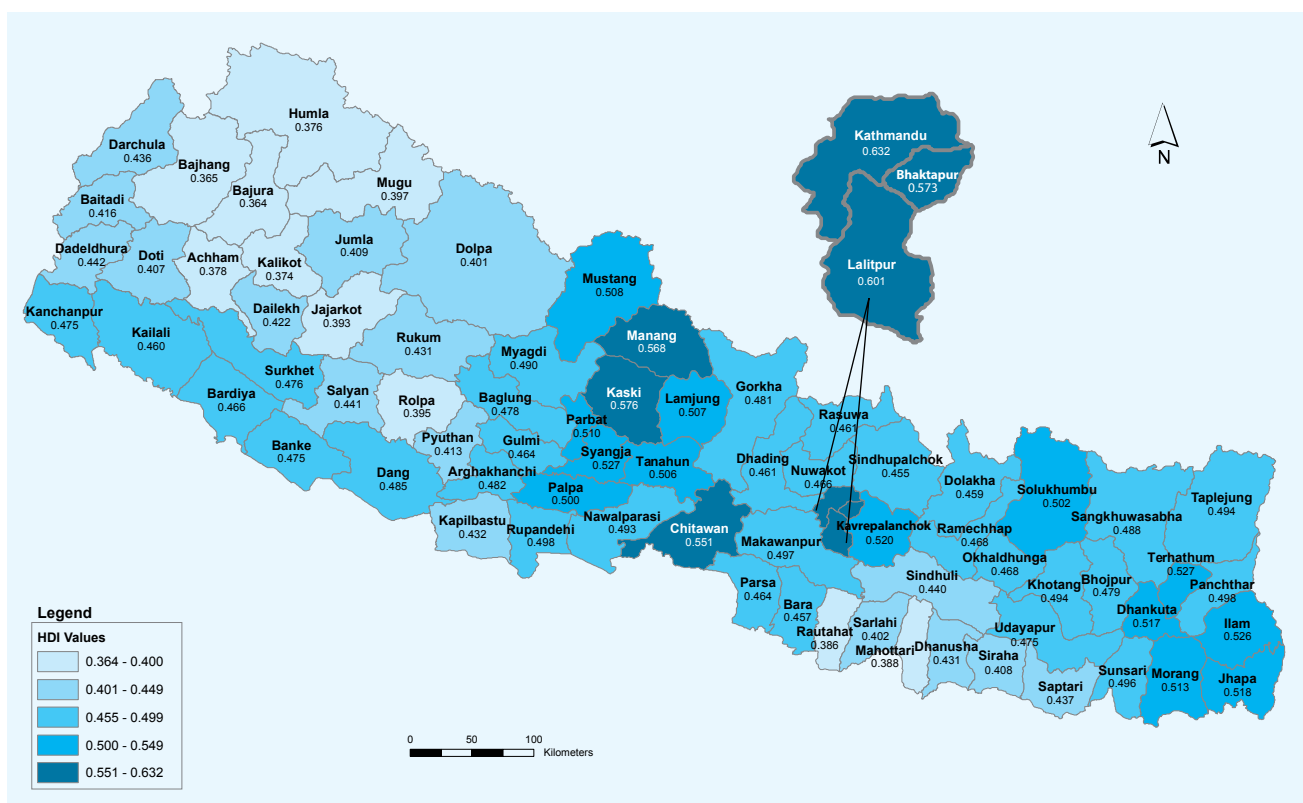 Humla
0.376
Darchula
0.436
Bajhang
0.365
Bajura
0.364
Mugu
0.397
Baitadi
0.416
Dadeldhura
0.442
Doti
0.407
Achham
0.378
Kalikot
0.374
Jumla
0.409
Dolpa
0.401
Kanchanpur
0.475
Kailali
0.460
Dailekh
0.422
Jajarkot
0.393
Rukum
0.431
Mustang
0.508
Manang
0.568
Myagdi
0.490
Surkhet
0.476
Bardiya
0.466
Salyan
0.441
Rolpa
0.395
Baglung
0.478
Kaski
0.576
Lamjung
0.507
Gorkha
0.481
Parbat
0.510
Banke
0.475
Pyuthan
0.413
Gulmi
0.464
Syangja
0.527
Tanahun
0.506
Dang
0.485
Arghakhanchi
0.482
Palpa
0.500
Kapilbastu
0.432
Rupandehi
0.498
Nawalparasi
0.493
Chitawan
0.551
Kathmandu
0.632
Bhaktapur
0.573
Lalitpur
0.601
N
Rasuwa
0.461
Dhading
0.461
Nuwakot
0.466
Sindhupalchok
0.455
Kavrepalanchok
0.520
Makawanpur
0.497
Dolakha
0.459
Ramechhap
0.468
Solukhumbu
0.502
Okhaldhunga
0.468
Sangkhuwasabha
0.488
Taplejung
0.494
Terhathum
0.527
Panchthar
0.498
Khotang
0.494
Bhojpur
0.479
Dhankuta
0.517
Ilam
0.526
Sindhuli
0.440
Parsa
0.464
Bara
0.457
Rautahat
0.386
Sarlahi
0.402
Mahottari
0.388
Dhanusha
0.431
Siraha
0.408
Udayapur
0.475
Saptari
0.437
Sunsari
0.496
Morang
0.513
Jhapa
0.518
Legend
HDI Values
0.364 - 0.400
0.401 - 0.449
0.455 - 0.499
0.500 - 0.549
0.551 - 0.632
0 50 100
Kilometers